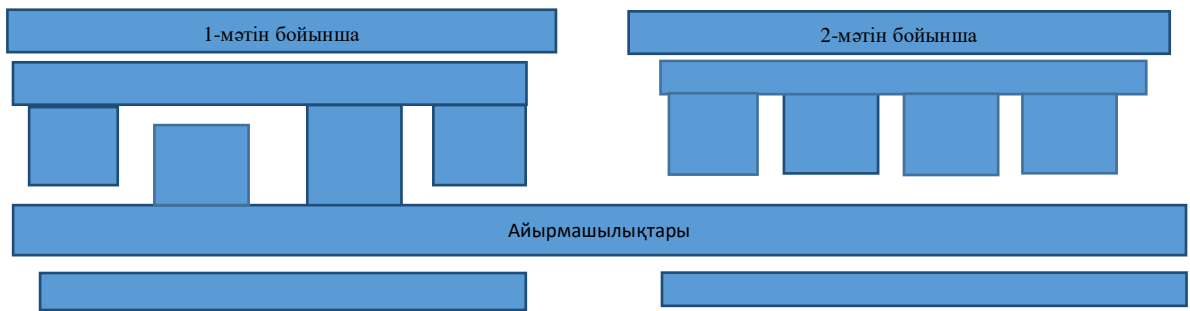 1-мәтін бойынша
2-мәтін бойынша
Айырмашылықтары